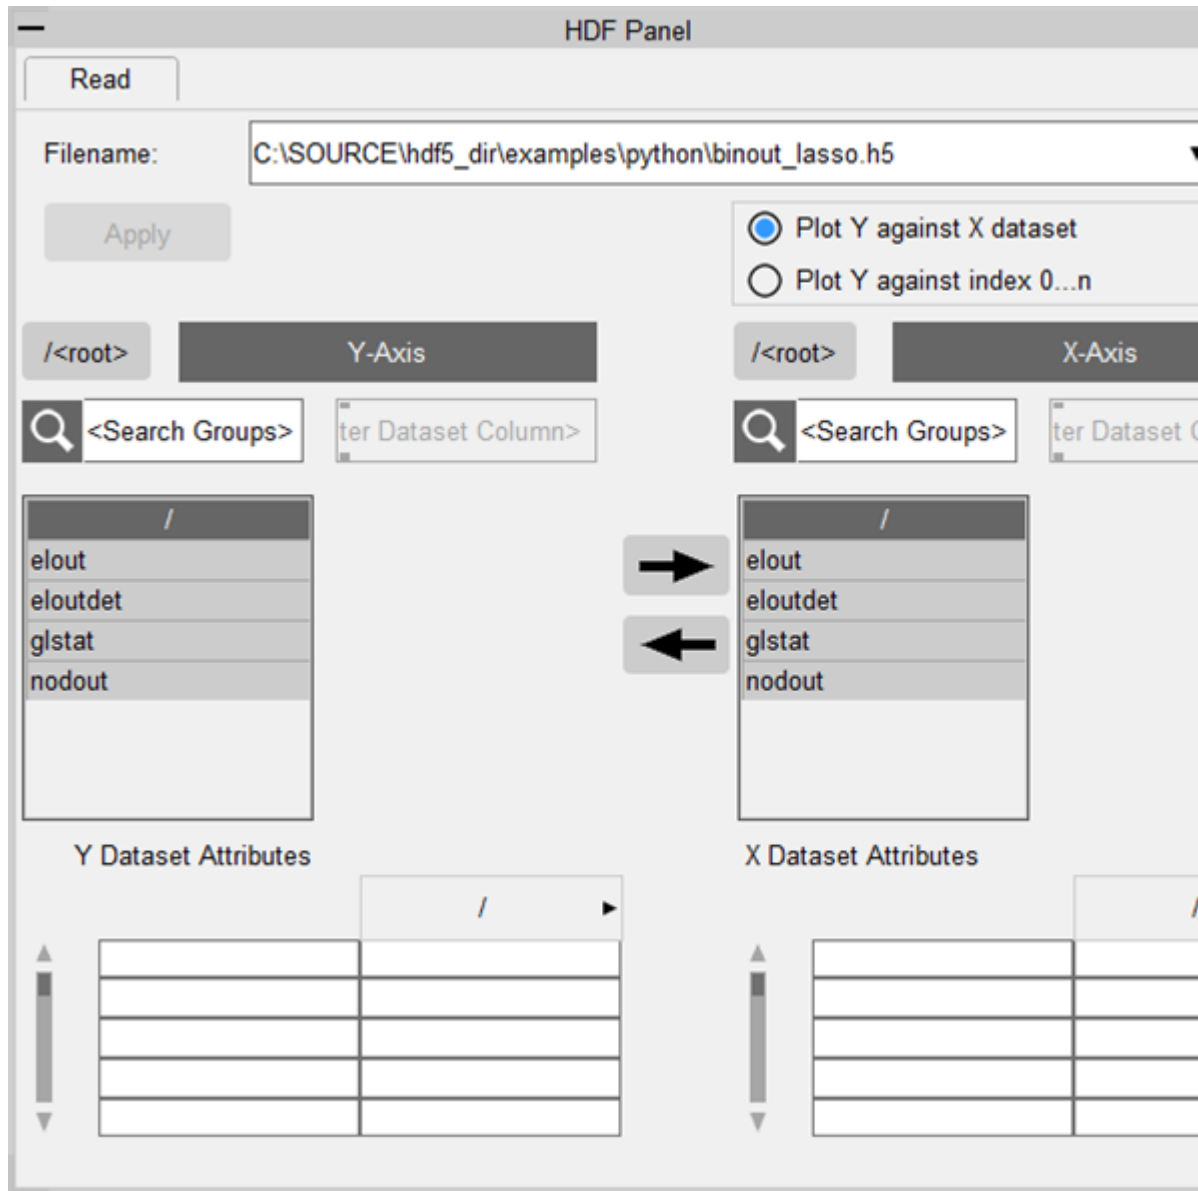 HDF Panel
Read
Filename: C:\SOURCE\hdf5_dir\examples\python\binout_lasso.h5
Apply
Plot Y against X dataset
Plot Y against index 0...n
/<root> Y-Axis /<root> X-Axis
<Search Groups> ter Dataset Column> <Search Groups> ter Dataset
/ /
elout elout
eloutdet eloutdet
glstat glstat
nodout nodout
Y Dataset Attributes X Dataset Attributes
/ /